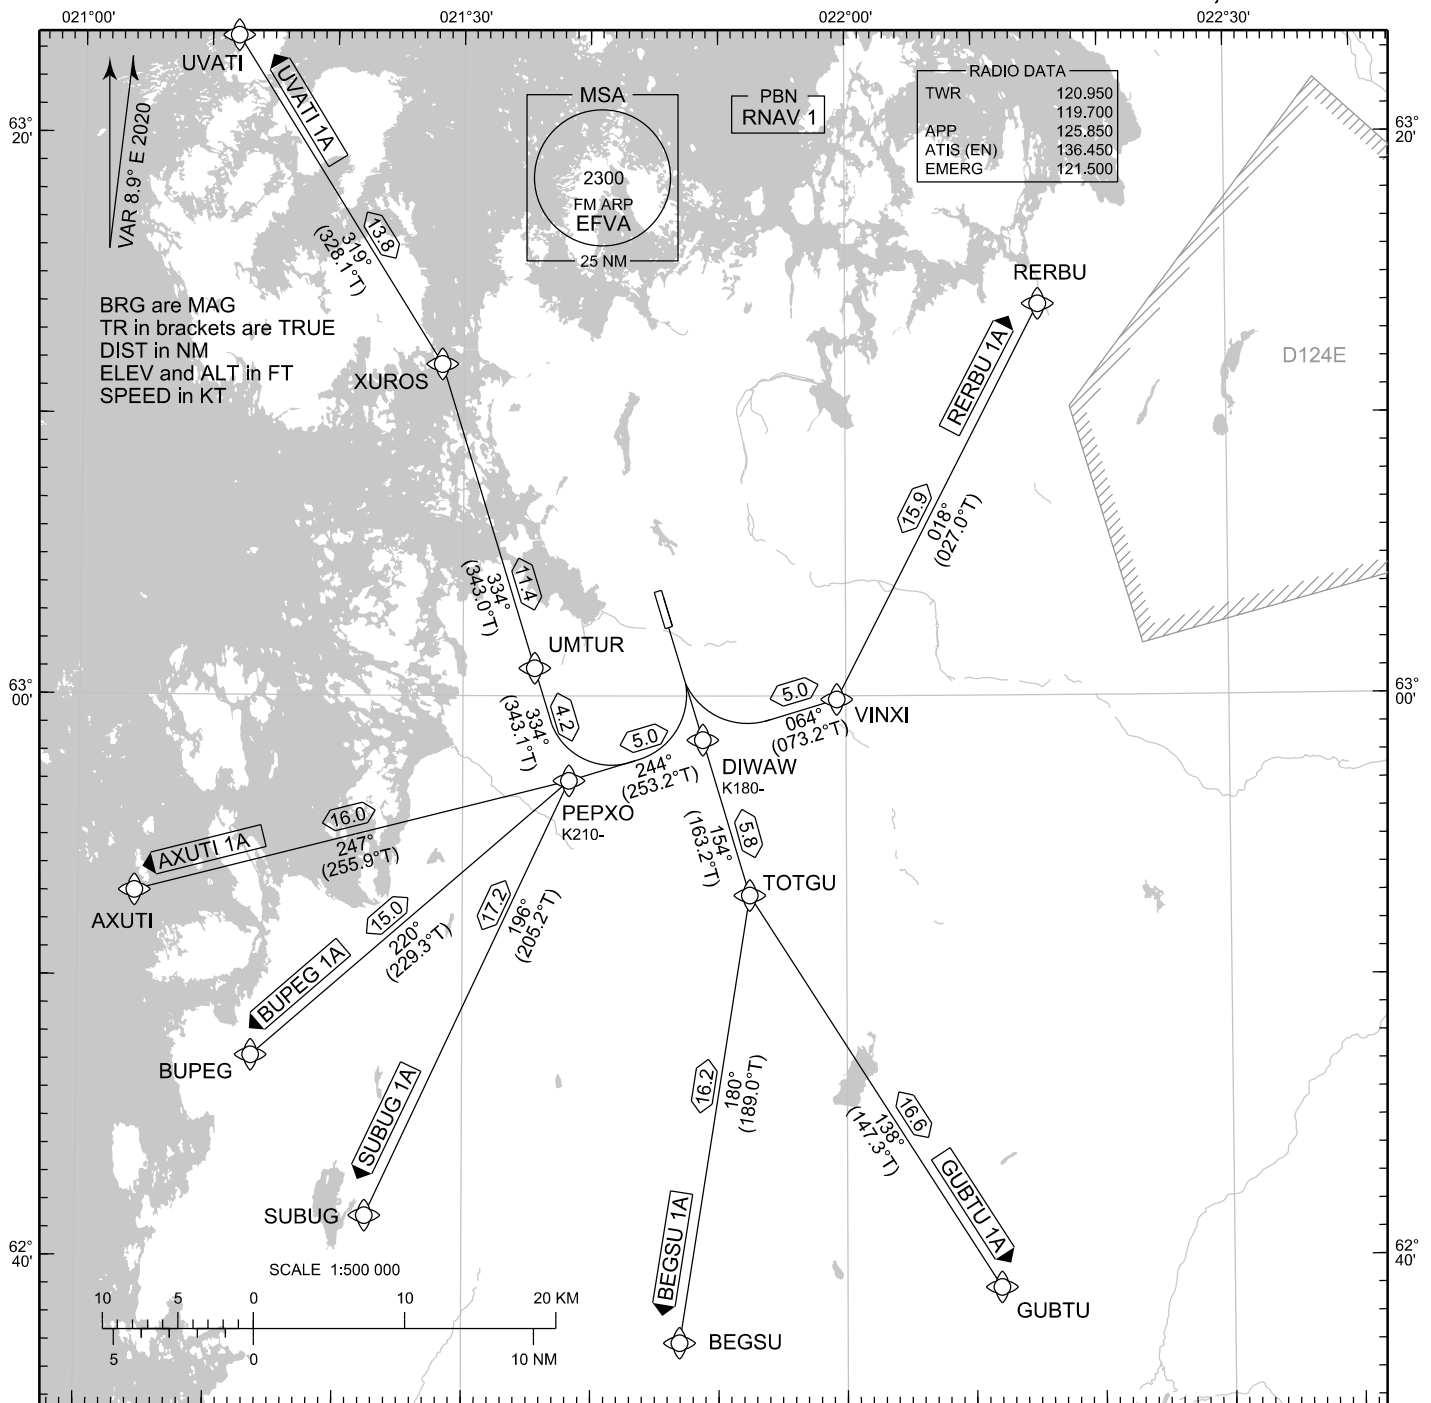 021°00'
021°30'
022°00'
022°30'
UVATI
UVATI 1A
VAR 8.9° E 2020
63°
20'
63°
20'
MSA
2300
FM ARP
EFVA
25 NM
PBN
RNAV 1
RADIO DATA
TWR 120.950
119.700
APP 125.850
ATIS (EN) 136.450
EMERG 121.500
13.8
319°
(328.1°T)
BRG are MAG
TR in brackets are TRUE
DIST in NM
ELEV and ALT in FT
SPEED in KT
RERBU
RERBU 1A
D124E
XUROS
15.9
018°
(027.0°T)
11.4
334°
(343.0°T)
UMTUR
63°
00'
63°
00'
4.2
334°
(343.1°T)
5.0
244°
(253.2°T)
5.0
064°
(073.2°T)
VINXI
DIWAW
K180-
PEPXO
K210-
5.8
154°
(163.2°T)
16.0
247°
(255.9°T)
AXUTI 1A
AXUTI
TOTGU
15.0
220°
(229.3°T)
17.2
196°
(205.2°T)
BUPEG 1A
BUPEG
SUBUG 1A
SUBUG
16.2
180°
(189.0°T)
16.6
138°
(147.3°T)
BEGSU 1A
BEGSU
GUBTU 1A
GUBTU
62°
40'
62°
40'
SCALE 1:500 000
10 5 0 10 20 KM
5 0 10 NM